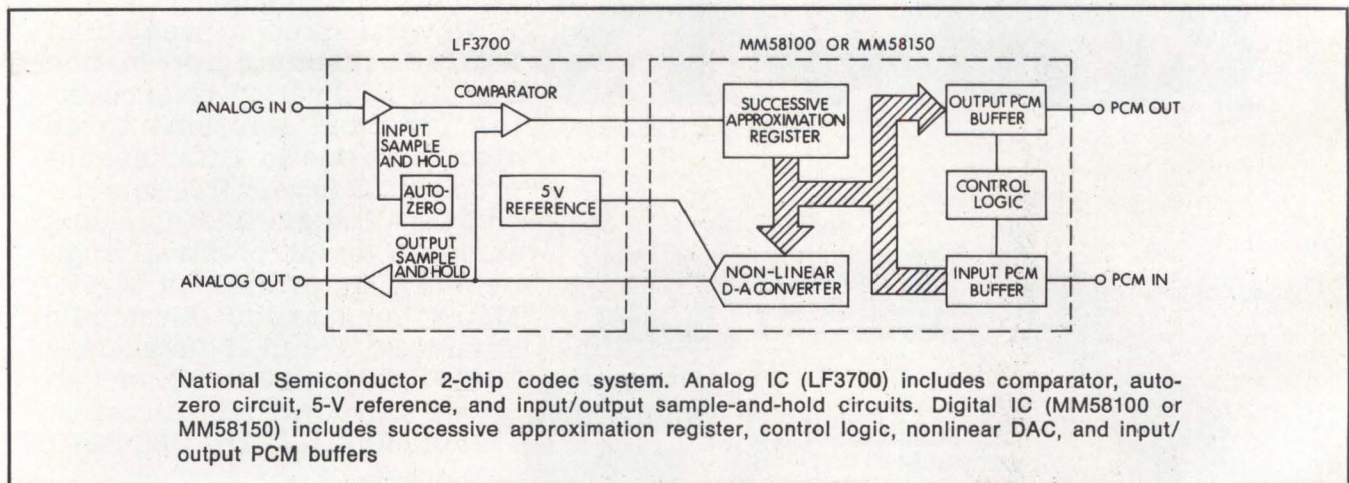 LF3700
MM58100 OR MM58150
ANALOG IN
COMPARATOR
INPUT
SAMPLE
AND HOLD
AUTO-
ZERO
5 V
REFERENCE
SUCCESSIVE
APPROXIMATION
REGISTER
OUTPUT PCM
BUFFER
PCM OUT
CONTROL
LOGIC
OUTPUT
SAMPLE
AND HOLD
ANALOG OUT
NON-LINEAR
D-A CONVERTER
INPUT PCM
BUFFER
PCM IN
National Semiconductor 2-chip codec system. Analog IC (LF3700) includes comparator, auto-
zero circuit, 5-V reference, and input/output sample-and-hold circuits. Digital IC (MM58100 or
MM58150) includes successive approximation register, control logic, nonlinear DAC, and input/
output PCM buffers